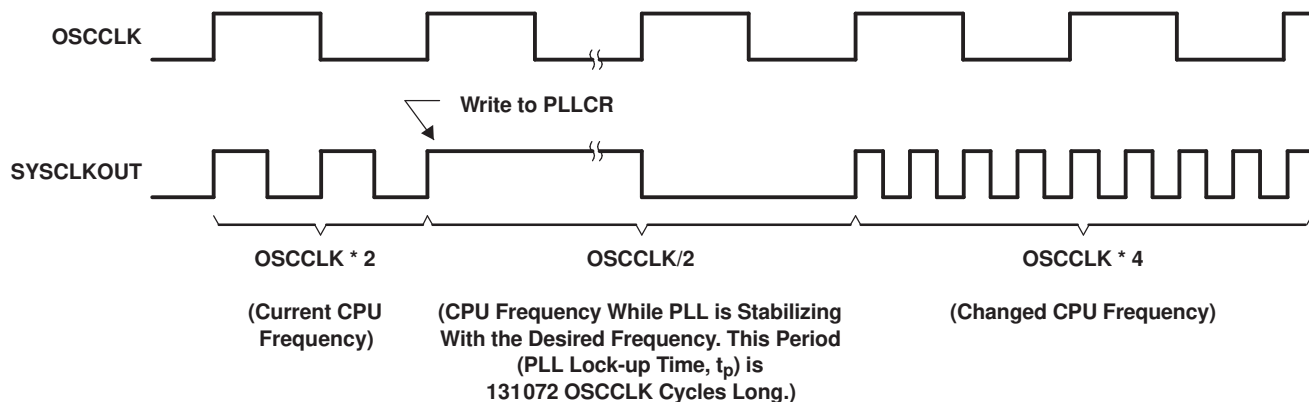 OSCCLK
Write to PLLCR
SYSCLKOUT
OSCCLK * 2
(Current CPU
Frequency)
OSCCLK/2
(CPU Frequency While PLL is Stabilizing
With the Desired Frequency. This Period
(PLL Lock-up Time, tp) is
131072 OSCCLK Cycles Long.)
OSCCLK * 4
(Changed CPU Frequency)